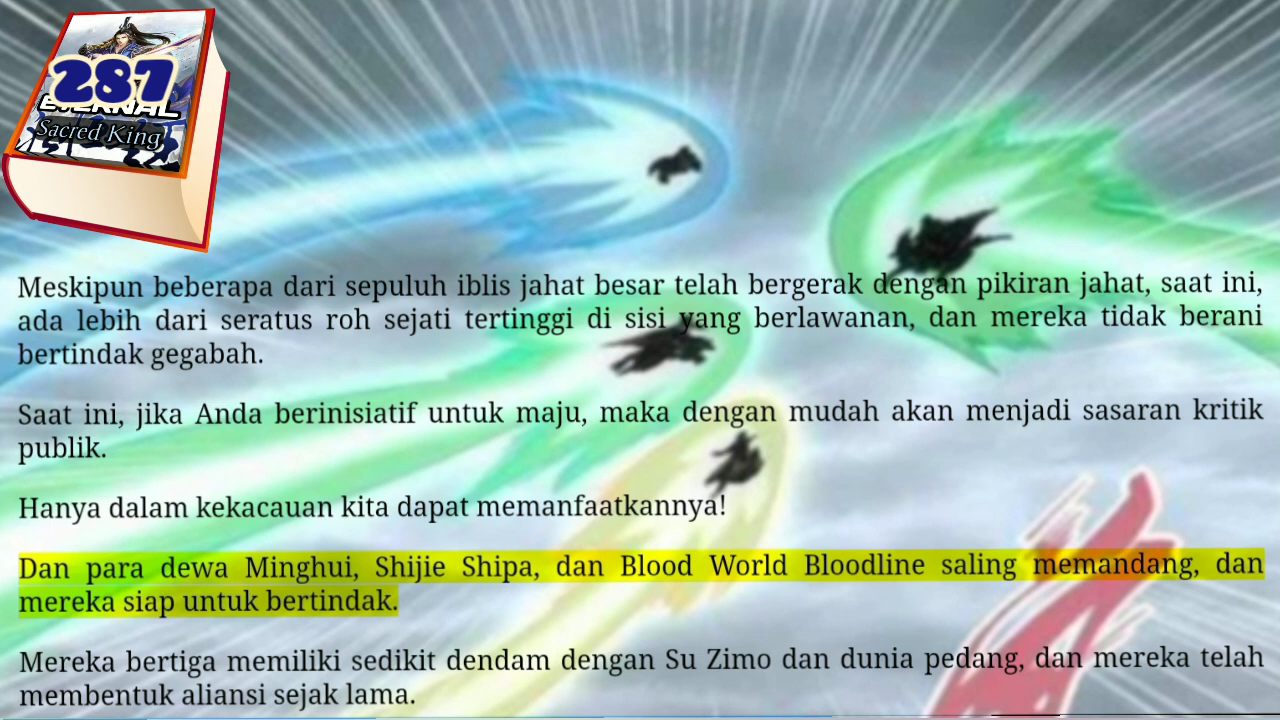 287
ETERNAL
Sacred King
Meskipun beberapa dari sepuluh iblis jahat besar telah bergerak dengan pikiran jahat, saat ini,
ada lebih dari seratus roh sejati tertinggi di sisi yang berlawanan, dan mereka tidak berani
bertindak gegabah.
Saat ini, jika Anda berinisiatif untuk maju, maka dengan mudah akan menjadi sasaran kritik
publik.
Hanya dalam kekacauan kita dapat memanfaatkannya!
Dan para dewa Minghui, Shijie Shipa, dan Blood World Bloodline saling memandang, dan
mereka siap untuk bertindak.
Mereka bertiga memiliki sedikit dendam dengan Su Zimo dan dunia pedang, dan mereka telah
membentuk aliansi sejak lama.